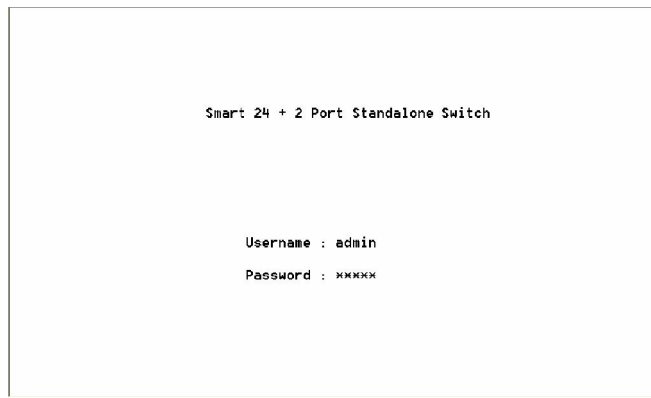 Smart 24 + 2 Port Standalone Switch
Username : admin
Password : *****